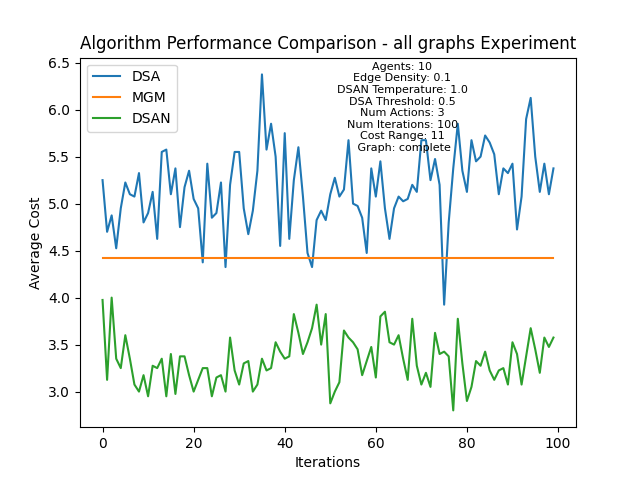 Algorithm Performance Comparison - all graphs Experiment
DSA
MGM
DSAN
Agents: 10
Edge Density: 0.1
DSAN Temperature: 1.0
DSA Threshold: 0.5
Num Actions: 3
Num Iterations: 100
Cost Range: 11
Graph: complete
Average Cost
6.5
6.0
5.5
5.0
4.5
4.0
3.5
3.0
0 20 40 60 80 100
Iterations